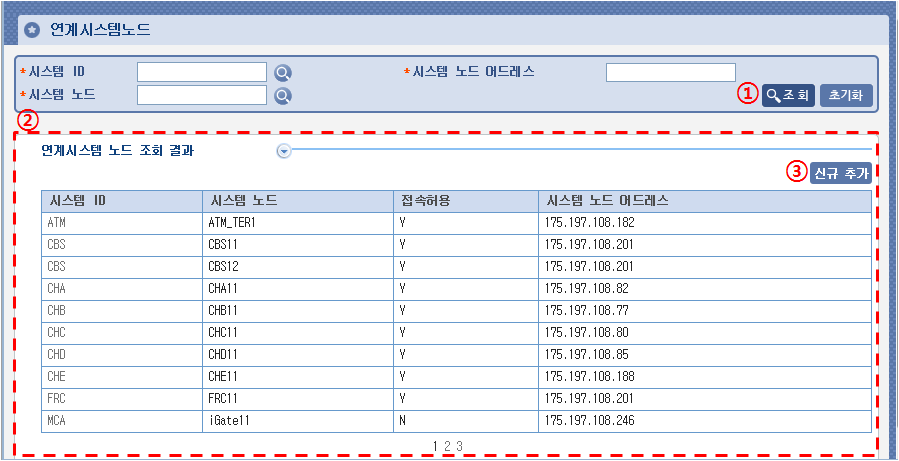 연계시스템노드
*시스템 ID *시스템 노드 어드레스
*시스템 노드 ① 조회 초기화
②
연계시스템 노드 조회 결과
③ 신규 추가
시스템 ID 시스템 노드 접속허용 시스템 노드 어드레스
ATM ATM_TER1 Y 175.197.108.182
CBS CBS11 Y 175.197.108.201
CBS CBS12 Y 175.197.108.201
CHA CHA11 Y 175.197.108.82
CHB CHB11 Y 175.197.108.77
CHC CHC11 Y 175.197.108.80
CHD CHD11 Y 175.197.108.85
CHE CHE11 Y 175.197.108.188
FRC FRC11 Y 175.197.108.201
MCA iGate11 N 175.197.108.246
1 2 3